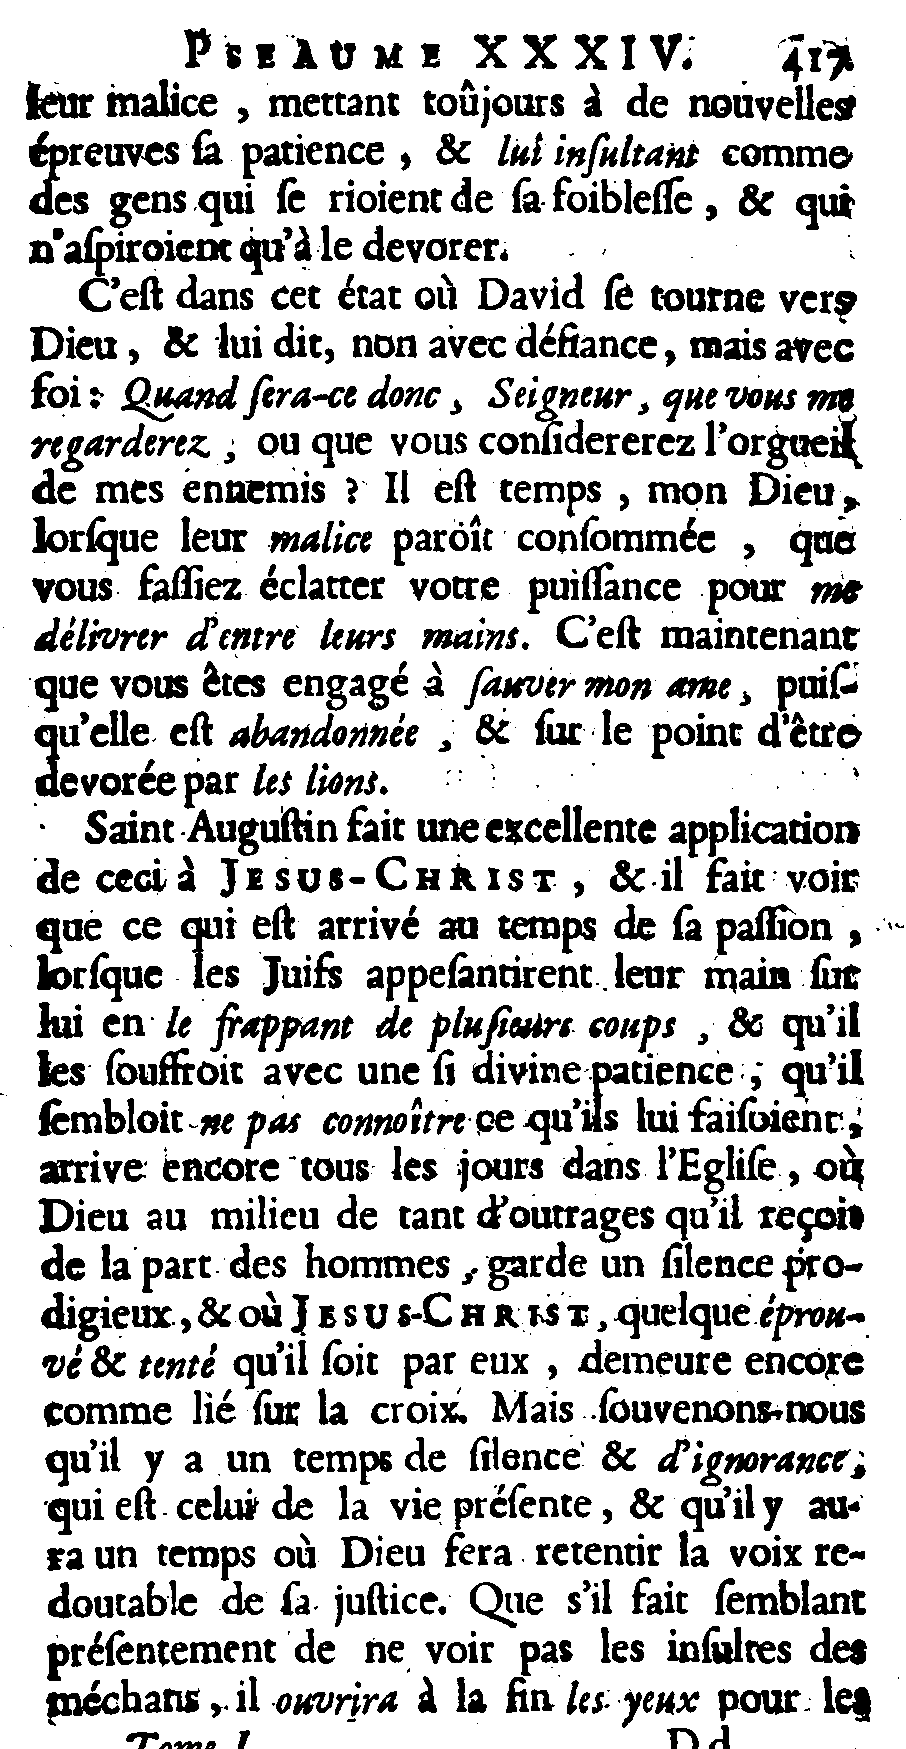 PSEAUME XXXIV. 417
leur malice , mettant toûjours à de nouvelles
épreuves ſa patience , & lui inſultant comme
des gens qui ſe rioient de ſa foibleſſe , & qui
n'aſpiroient qu'à le devorer.
C'eſt dans cet état où David ſe tourne vers
Dieu , & lui dit, non avec défiance, mais avec
foi : Quand ſera-ce donc , Seigneur , que vous me
regarderez , ou que vous conſidererez l'orgueil
de mes ennemis ? Il eſt temps , mon Dieu ,
lorſque leur malice paroît conſommée , que
vous faſſiez éclatter votre puiſſance pour me
délivrer d'entre leurs mains. C'eſt maintenant
que vous êtes engagé à ſauver mon ame , puiſ-
qu'elle eſt abandonnée , & ſur le point d'être
devorée par les lions.
Saint Auguſtin fait une excellente application
de ceci à JESUS-CHRIST , & il fait voir
que ce qui eſt arrivé au temps de ſa paſſion ,
lorſque les Juifs appeſantirent leur main ſur
lui en le frappant de pluſieurs coups , & qu'il
les ſouffroit avec une ſi divine patience , qu'il
ſembloit ne pas connoître ce qu'ils lui faiſoient ,
arrive encore tous les jours dans l'Egliſe , où
Dieu au milieu de tant d'outrages qu'il reçoit
de la part des hommes , garde un ſilence pro-
digieux , & où JESUS-CHRIST , quelque éprou-
vé & tenté qu'il ſoit par eux , demeure encore
comme lié ſur la croix. Mais ſouvenons-nous
qu'il y a un temps de ſilence & d'ignorance ,
qui eſt celui de la vie préſente , & qu'il y au-
ra un temps où Dieu fera retentir la voix re-
doutable de ſa juſtice. Que s'il fait ſemblant
préſentement de ne voir pas les inſultes des
méchans , il ouvrira à la fin les yeux pour les
Tome I. Dd